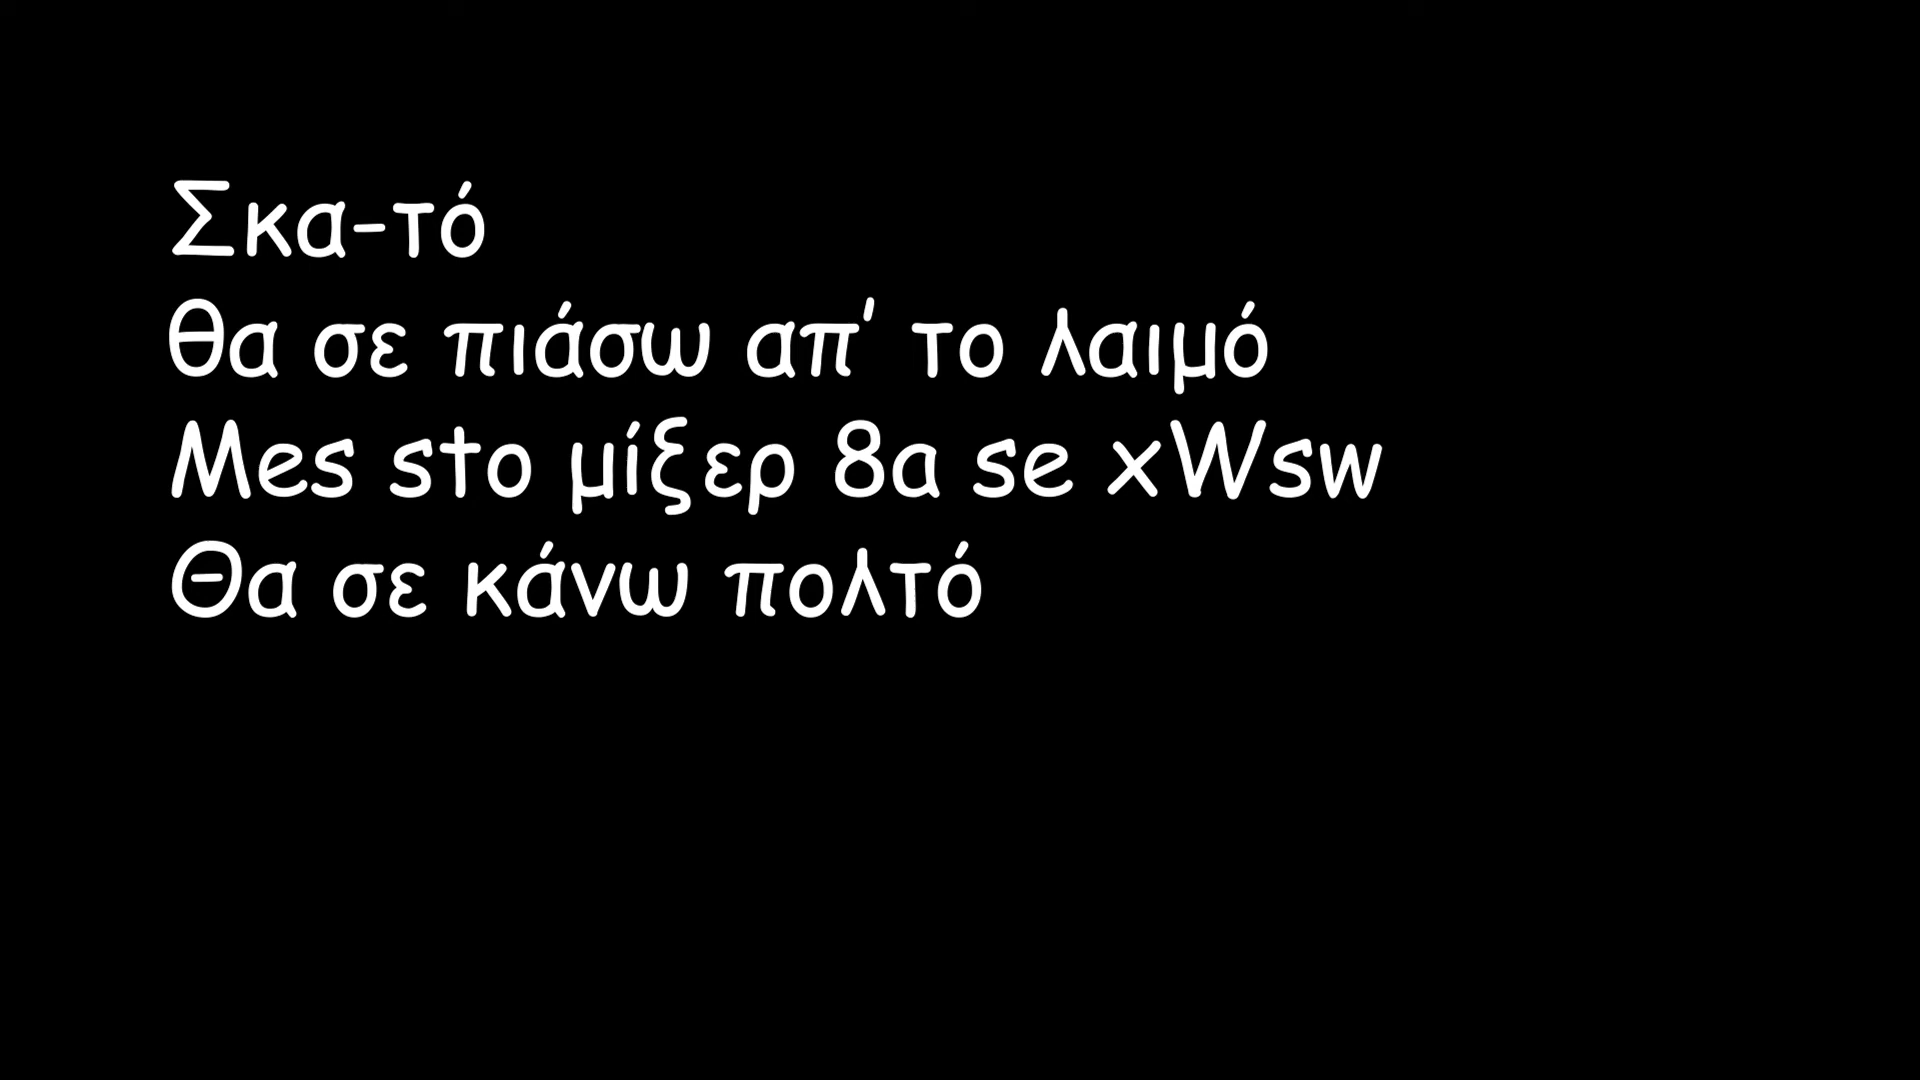 Σκα-τό
θα σε πιάσω απ' το λαιμό
Mes sto μίξερ 8a se xWsw
Θα σε κάνω πολτό